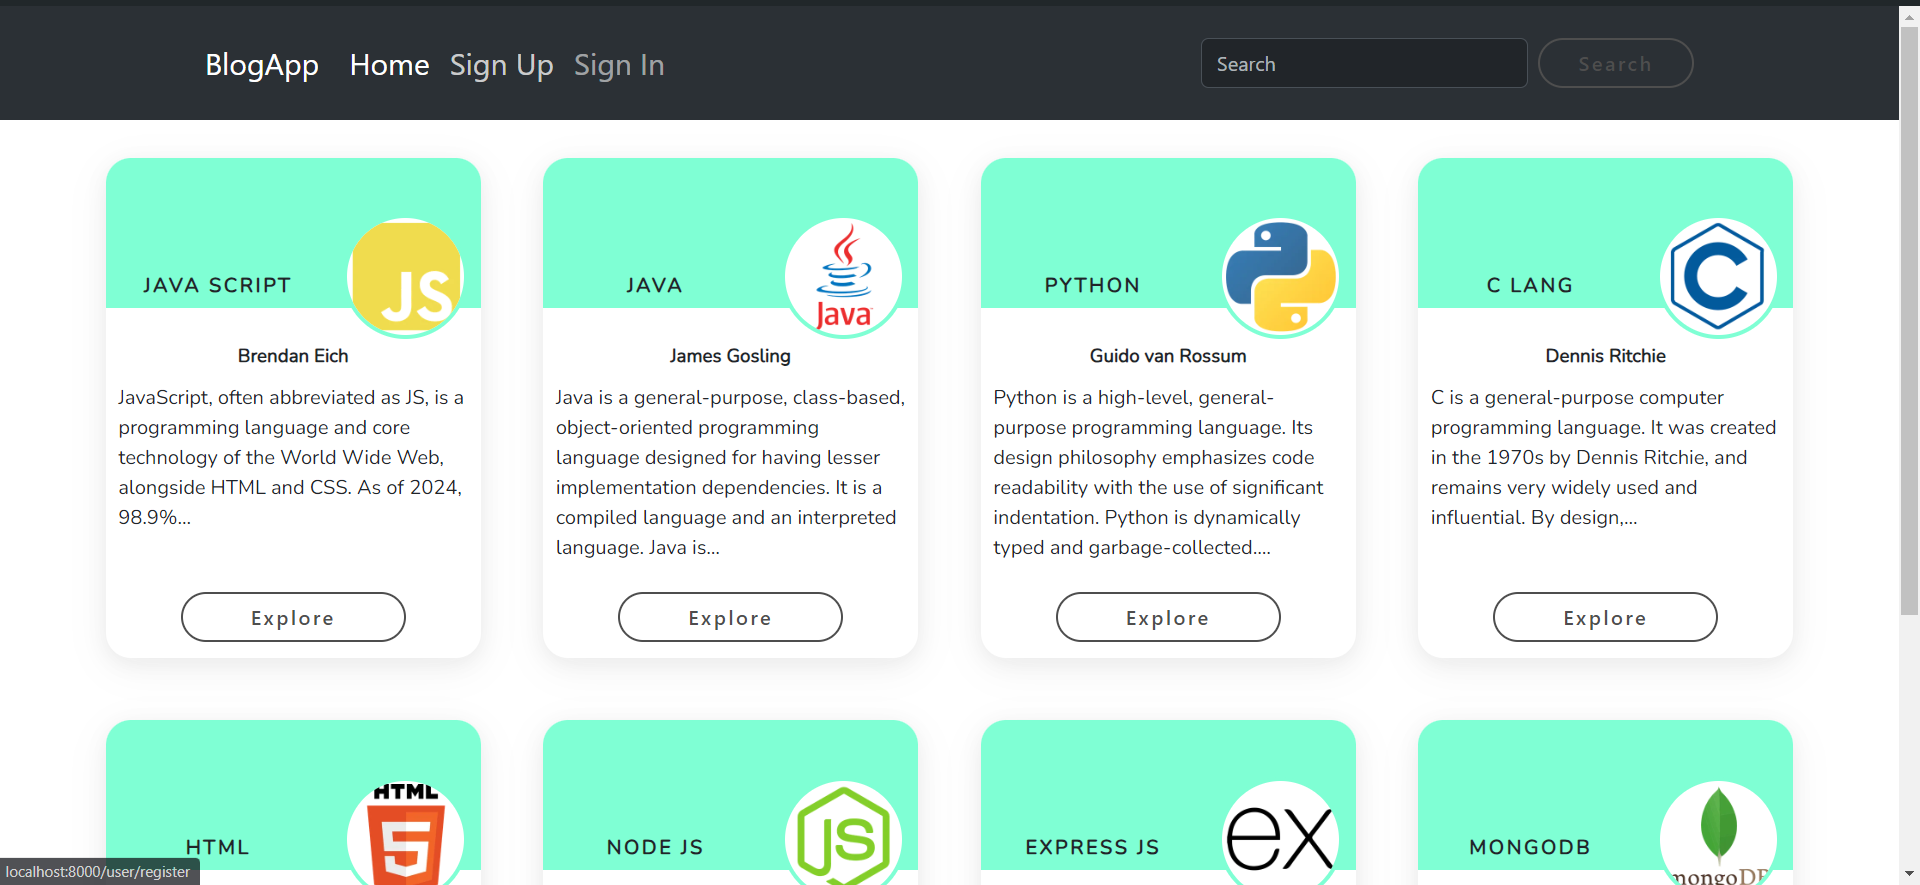 BlogApp Home Sign Up Sign In Search Search
JAVA SCRIPT
JS
Brendan Eich
JavaScript, often abbreviated as JS, is a
programming language and core
technology of the World Wide Web,
alongside HTML and CSS. As of 2024,
98.9%...
Explore
JAVA
Java
James Gosling
Java is a general-purpose, class-based,
object-oriented programming
language designed for having lesser
implementation dependencies. It is a
compiled language and an interpreted
language. Java is...
Explore
PYTHON
Guido van Rossum
Python is a high-level, general-
purpose programming language. Its
design philosophy emphasizes code
readability with the use of significant
indentation. Python is dynamically
typed and garbage-collected....
Explore
C LANG
C
Dennis Ritchie
C is a general-purpose computer
programming language. It was created
in the 1970s by Dennis Ritchie, and
remains very widely used and
influential. By design,...
Explore
HTML
HTML
5
NODE JS
JS
EXPRESS JS
ex
MONGODB
mongoDB
localhost:8000/user/register